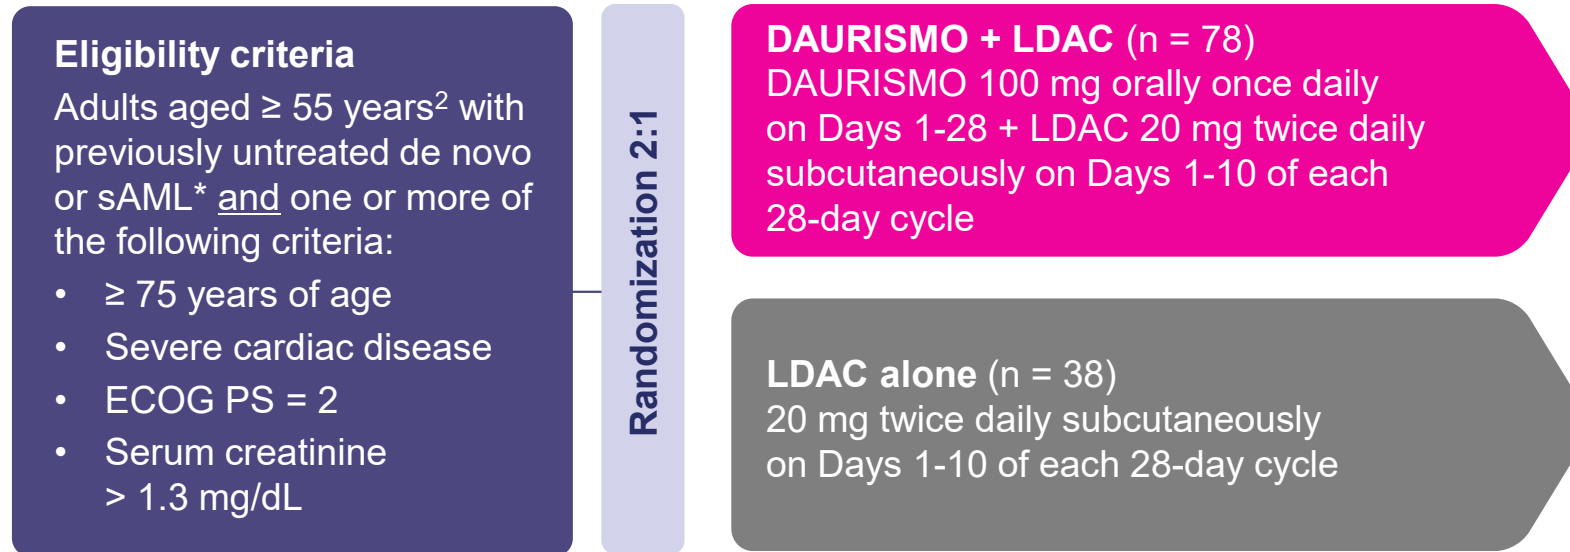 Eligibility criteria
Adults aged ≥ 55 years2 with
previously untreated de novo
or sAML* and one or more of
the following criteria:
• ≥ 75 years of age
• Severe cardiac disease
• ECOG PS = 2
• Serum creatinine
> 1.3 mg/dL
Randomization 2:1
DAURISMO + LDAC (n = 78)
DAURISMO 100 mg orally once daily
on Days 1-28 + LDAC 20 mg twice daily
subcutaneously on Days 1-10 of each
28-day cycle
LDAC alone (n = 38)
20 mg twice daily subcutaneously
on Days 1-10 of each 28-day cycle